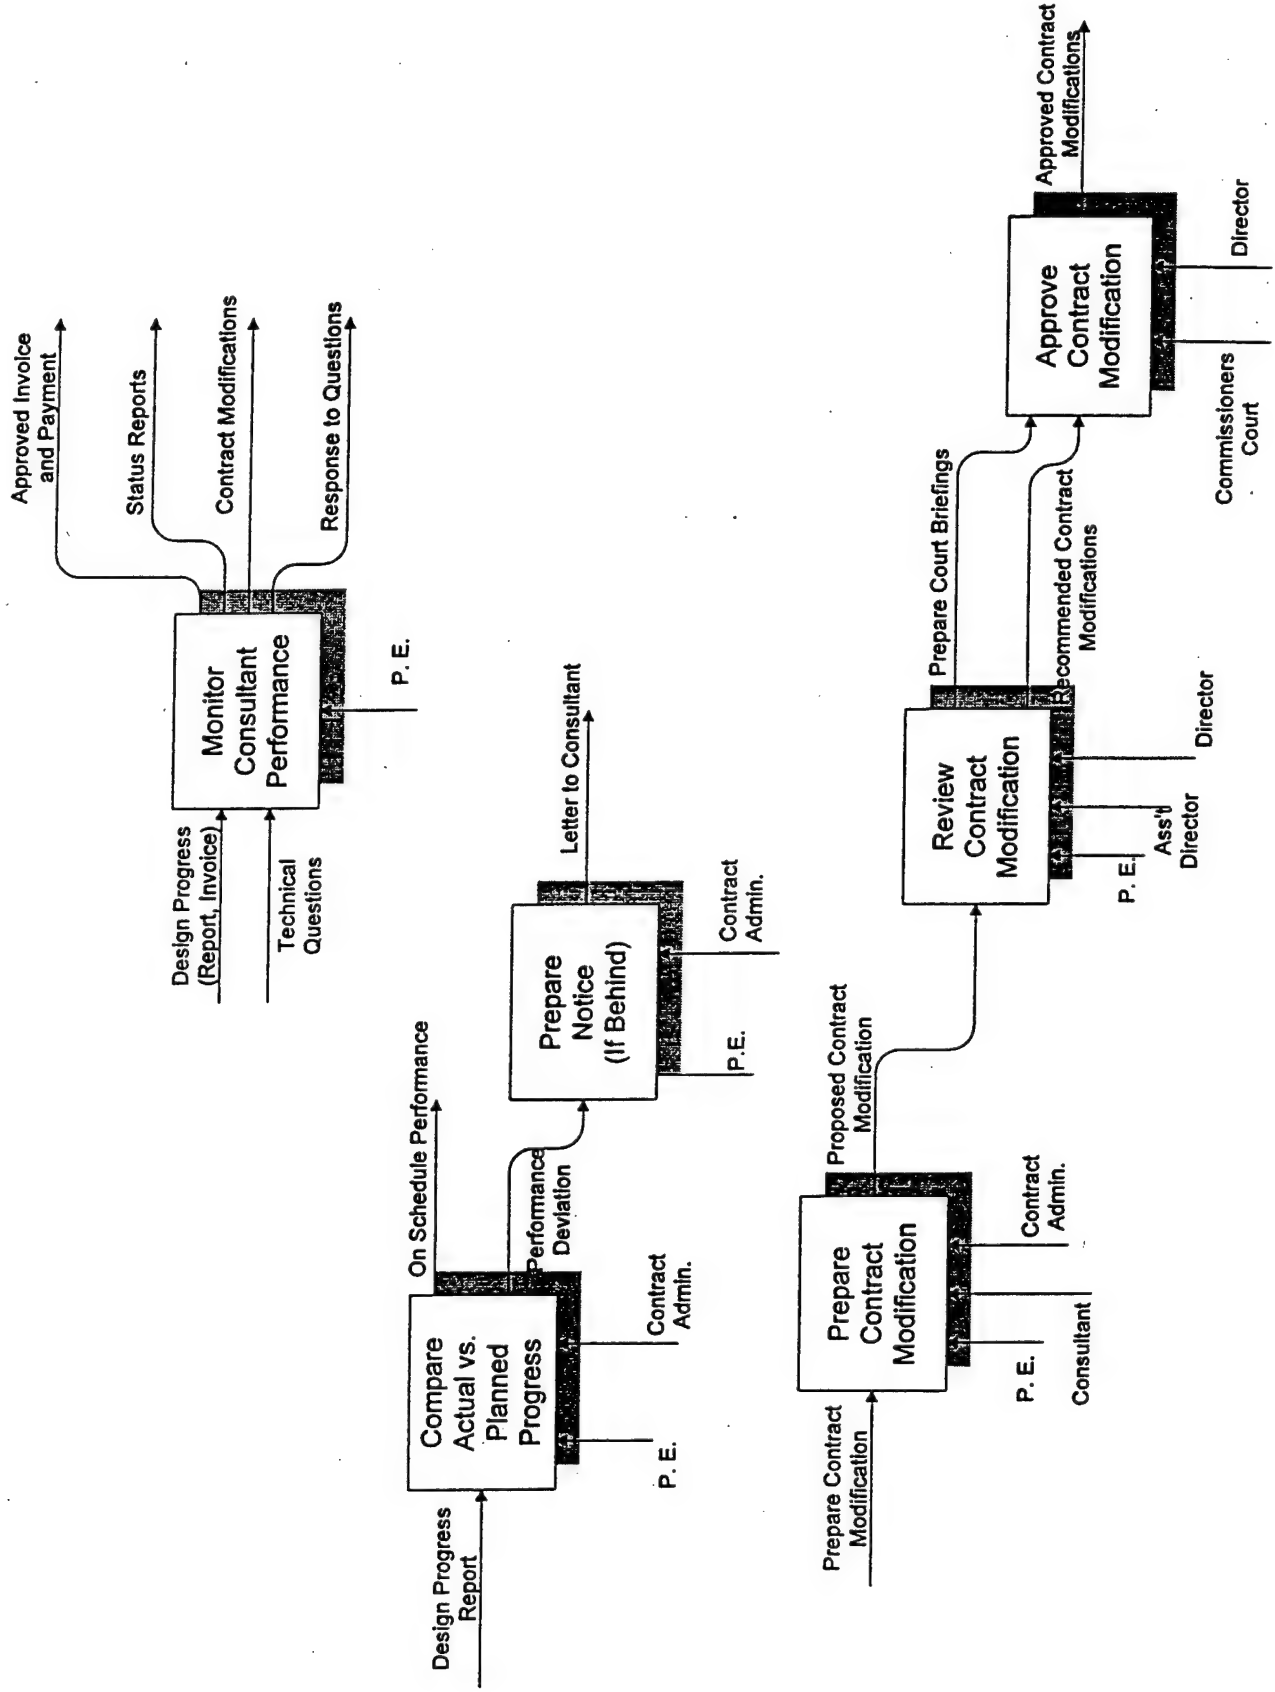 Approved Invoice
and Payment
Status Reports
Contract Modifications
Response to Questions
Design Progress
(Report, Invoice)
Technical
Questions
Monitor
Consultant
Performance
P. E.
On Schedule Performance
Design Progress
Report
Compare
Actual vs.
Planned
Progress
P. E.
Contract
Admin.
Performance
Deviation
Prepare
Notice
(If Behind)
P.E.
Contract
Admin.
Letter to Consultant
Prepare Contract
Modification
Prepare
Contract
Modification
P. E.
Consultant
Contract
Admin.
Proposed Contract
Modification
Review
Contract
Modification
P. E.
Ass't
Director
Director
Prepare Court Briefings
Recommended Contract
Modifications
Approve
Contract
Modification
Commissioners
Court
Director
Approved Contract
Modifications